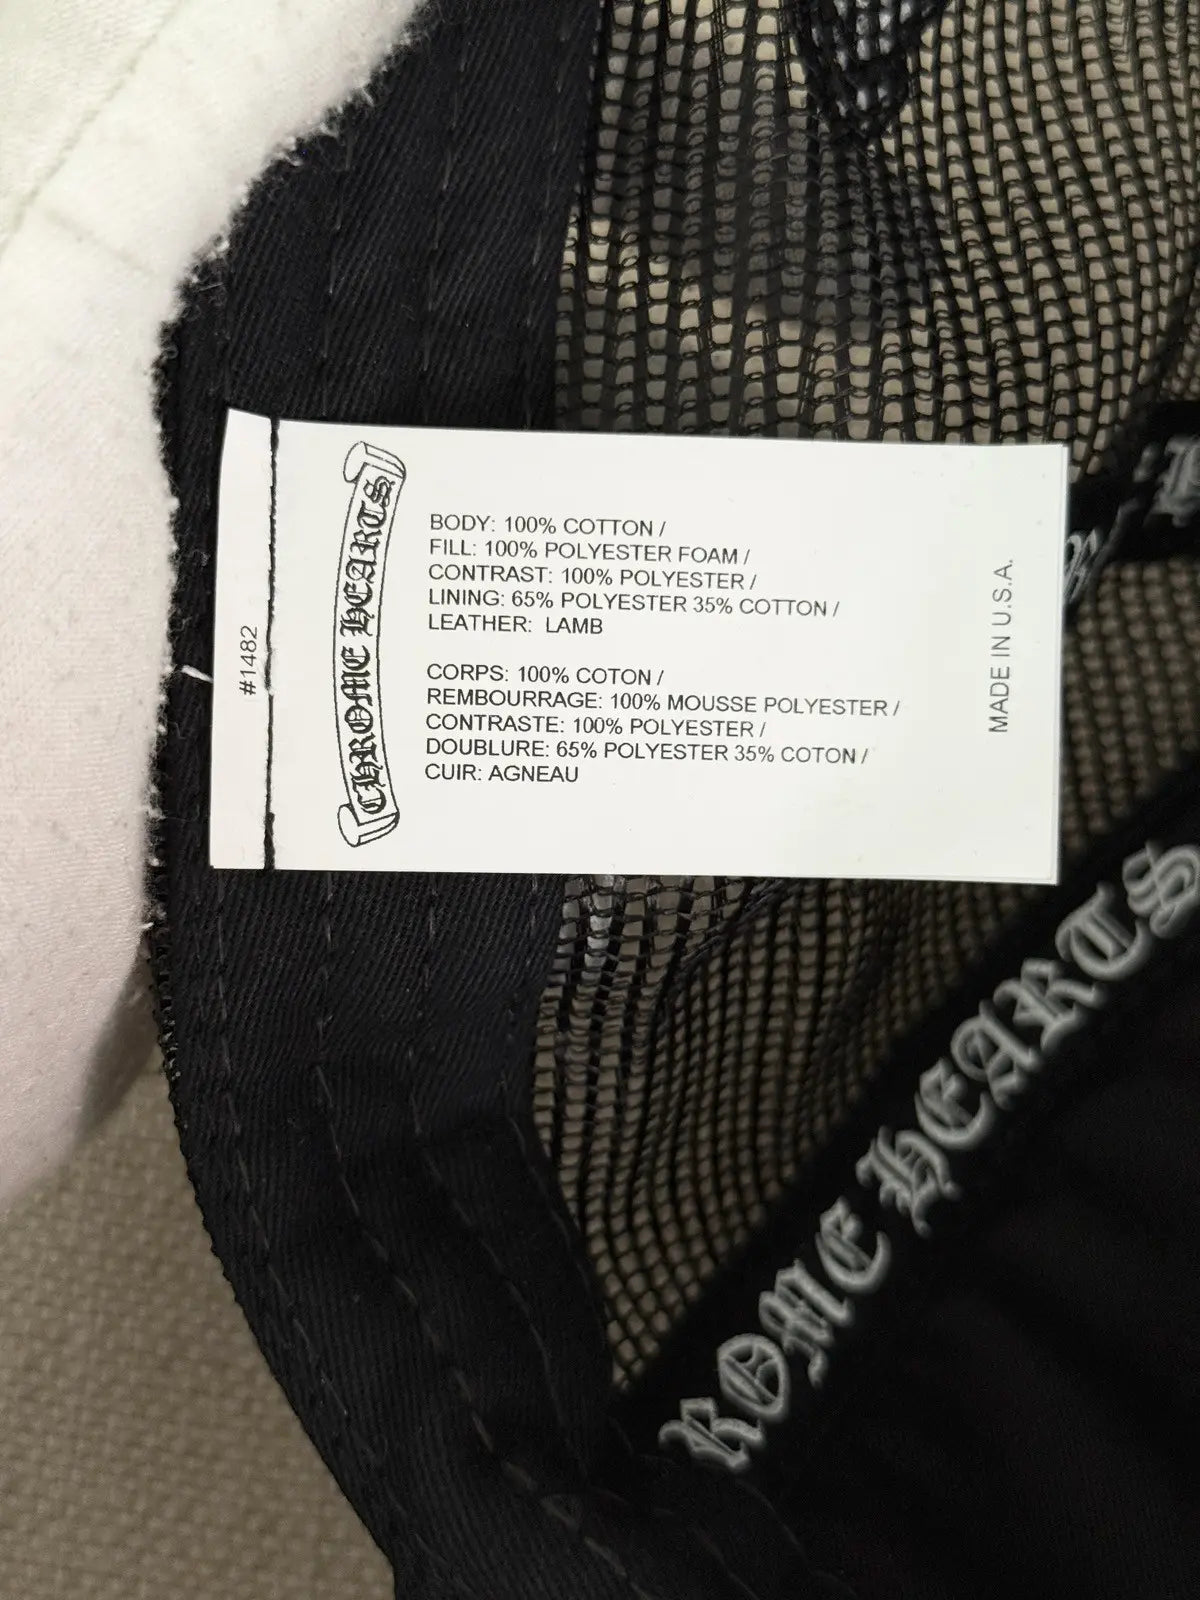 CHROME HEARTS
BODY: 100% COTTON /
FILL: 100% POLYESTER FOAM /
CONTRAST: 100% POLYESTER /
LINING: 65% POLYESTER 35% COTTON /
LEATHER: LAMB
CORPS: 100% COTON /
REMBOURRAGE: 100% MOUSSE POLYESTER /
CONTRASTE: 100% POLYESTER /
DOUBLURE: 65% POLYESTER 35% COTON /
CUIR: AGNEAU
MADE IN U.S.A.
#1482
ROME HEARTS